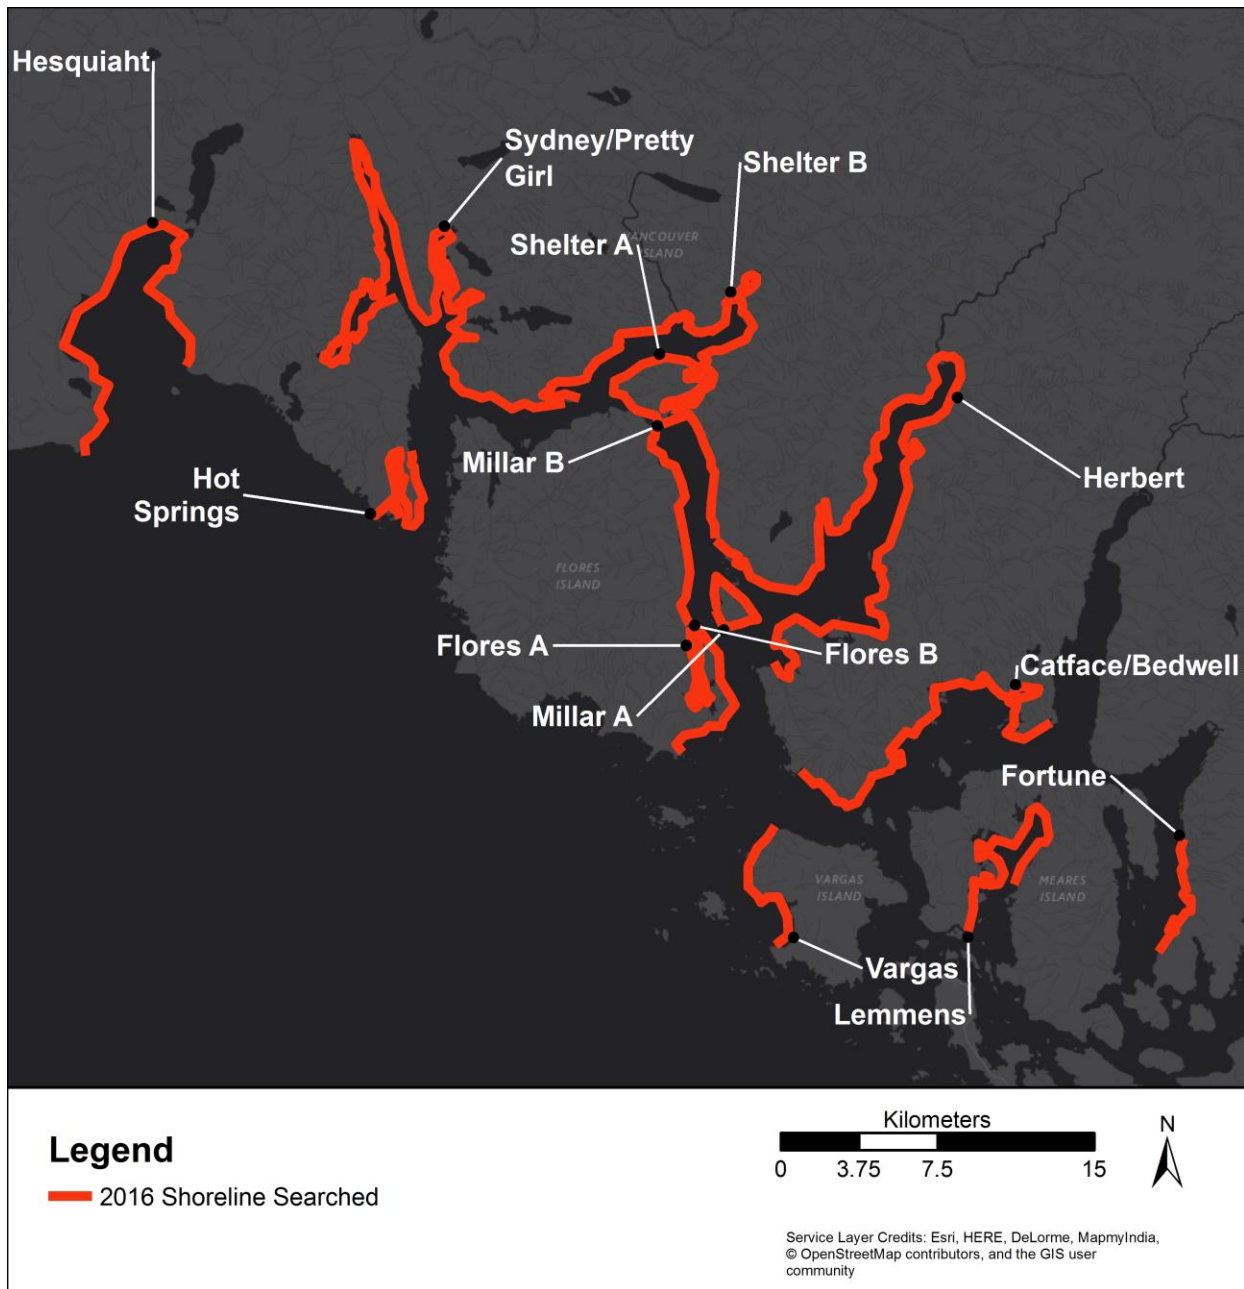 Hesquiaht
Sydney/Pretty
Girl
Shelter B
Shelter A
VANCOUVER
ISLAND
Millar B
Hot
Springs
Herbert
FLORES
ISLAND
Flores A
Flores B
Millar A
Catface/Bedwell
Fortune
VARGAS
ISLAND
MEARES
ISLAND
Vargas
Lemmens
Legend
2016 Shoreline Searched
Kilometers
0 3.75 7.5 15
N
Service Layer Credits: Esri, HERE, DeLorme, MapmyIndia,
© OpenStreetMap contributors, and the GIS user
community